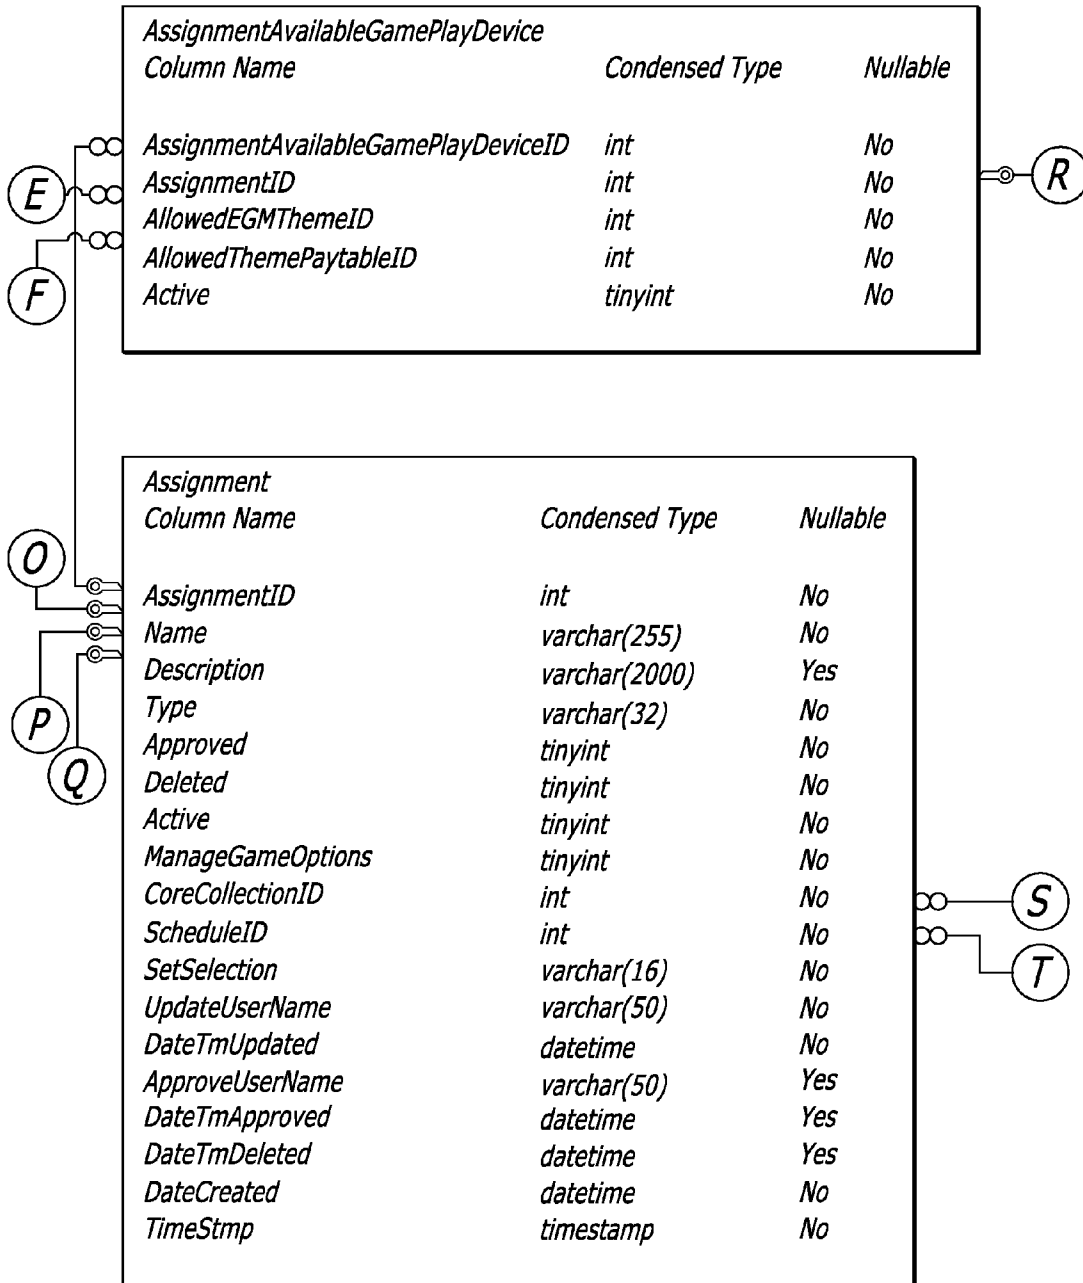 AssignmentAvailableGamePlayDevice
Column Name Condensed Type Nullable
AssignmentAvailableGamePlayDeviceID int No
AssignmentID int No
AllowedEGMThemeID int No
AllowedThemePaytableID int No
Active tinyint No
E
F
R
Assignment
Column Name Condensed Type Nullable
AssignmentID int No
Name varchar(255) No
Description varchar(2000) Yes
Type varchar(32) No
Approved tinyint No
Deleted tinyint No
Active tinyint No
ManageGameOptions tinyint No
CoreCollectionID int No
ScheduleID int No
SetSelection varchar(16) No
UpdateUserName varchar(50) No
DateTmUpdated datetime No
ApproveUserName varchar(50) Yes
DateTmApproved datetime Yes
DateTmDeleted datetime Yes
DateCreated datetime No
TimeStmp timestamp No
O
P
Q
S
T